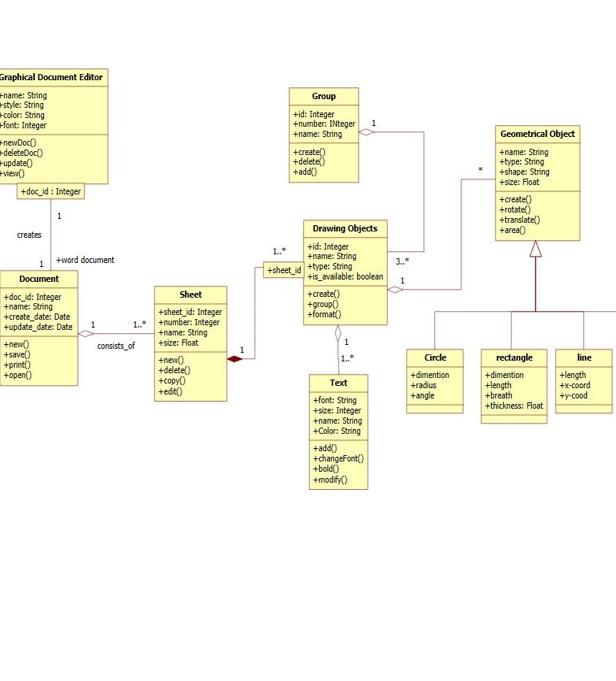 Graphical Document Editor
+name: String
+style: String
+color: String
+font: Integer
+newDoc()
+deleteDoc()
+update()
+view()
+doc_id : Integer
1
creates
1
+word document
Document
+doc_id: Integer
+name: String
+create_date: Date
+update_date: Date
+new()
+save()
+print()
+open()
1
1..*
consists_of
Sheet
+sheet_id: Integer
+number: Integer
+name: String
+size: Float
+new()
+delete()
+copy()
+edit()
1
1..*
+sheet_id
Group
+id: Integer
+number: INteger
+name: String
+create()
+delete()
+add()
1
3..*
Drawing Objects
+id: Integer
+name: String
+type: String
+is_available: boolean
+create()
+group()
+format()
1
*
1
1..*
Text
+font: String
+size: Integer
+name: String
+Color: String
+add()
+changeFont()
+bold()
+modify()
Geometrical Object
+name: String
+type: String
+shape: String
+size: Float
+create()
+rotate()
+translate()
+area()
Circle
+dimention
+radius
+angle
rectangle
+dimention
+length
+breath
+thickness: Float
line
+length
+x-coord
+y-cood